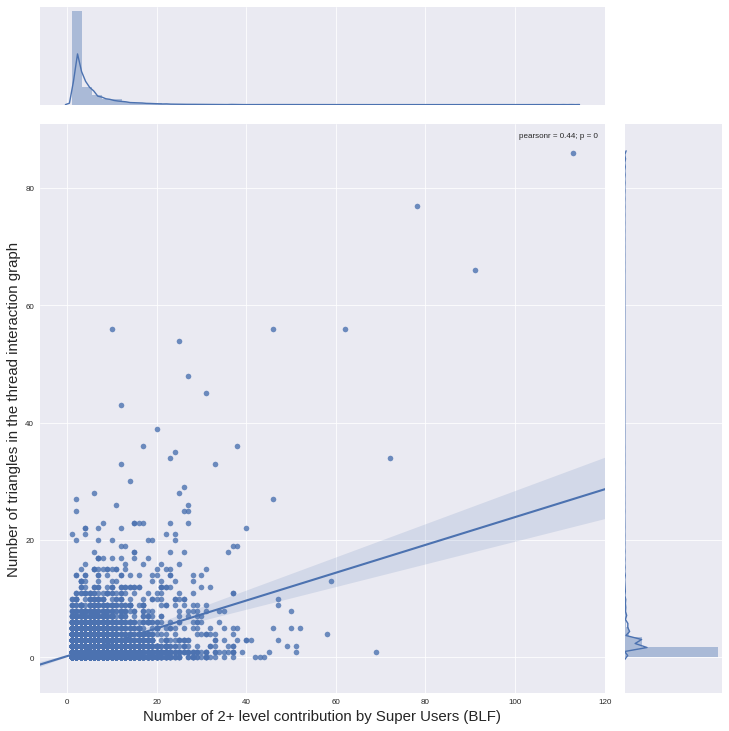 pearsonr = 0.44; p = 0
Number of triangles in the thread interaction graph
80
60
40
20
0
0 20 40 60 80 100 120
Number of 2+ level contribution by Super Users (BLF)